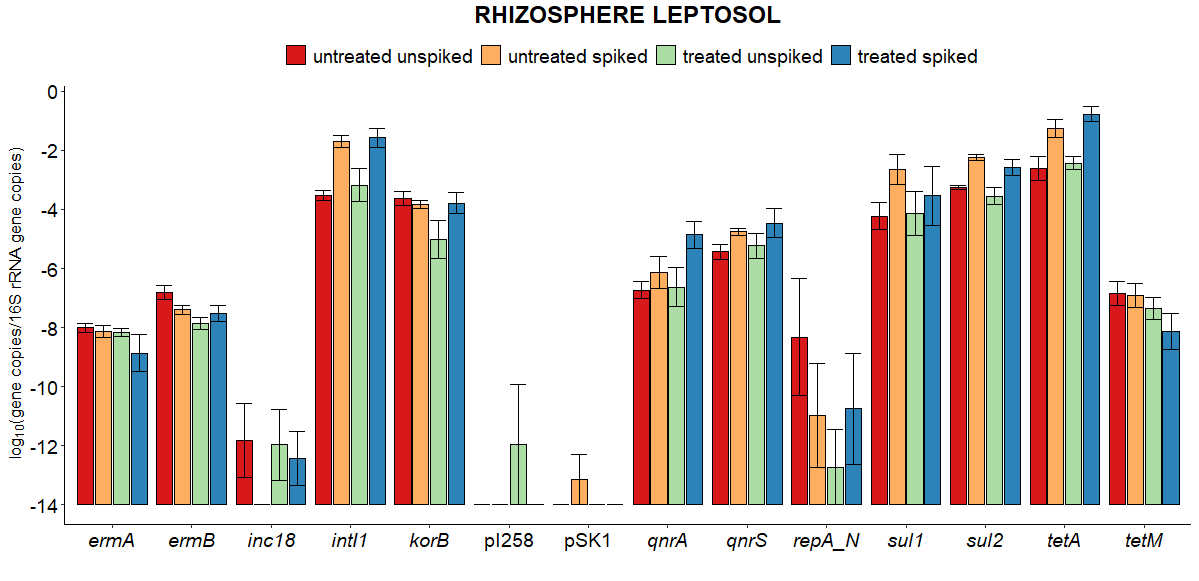 RHIZOSPHERE LEPTOSOL
untreated unspiked untreated spiked treated unspiked treated spiked
log10(gene copies/16S rRNA gene copies)
0
-2
-4
-6
-8
-10
-12
-14
ermA ermB inc18 intI1 korB pI258 pSK1 qnrA qnrS repA_N sul1 sul2 tetA tetM